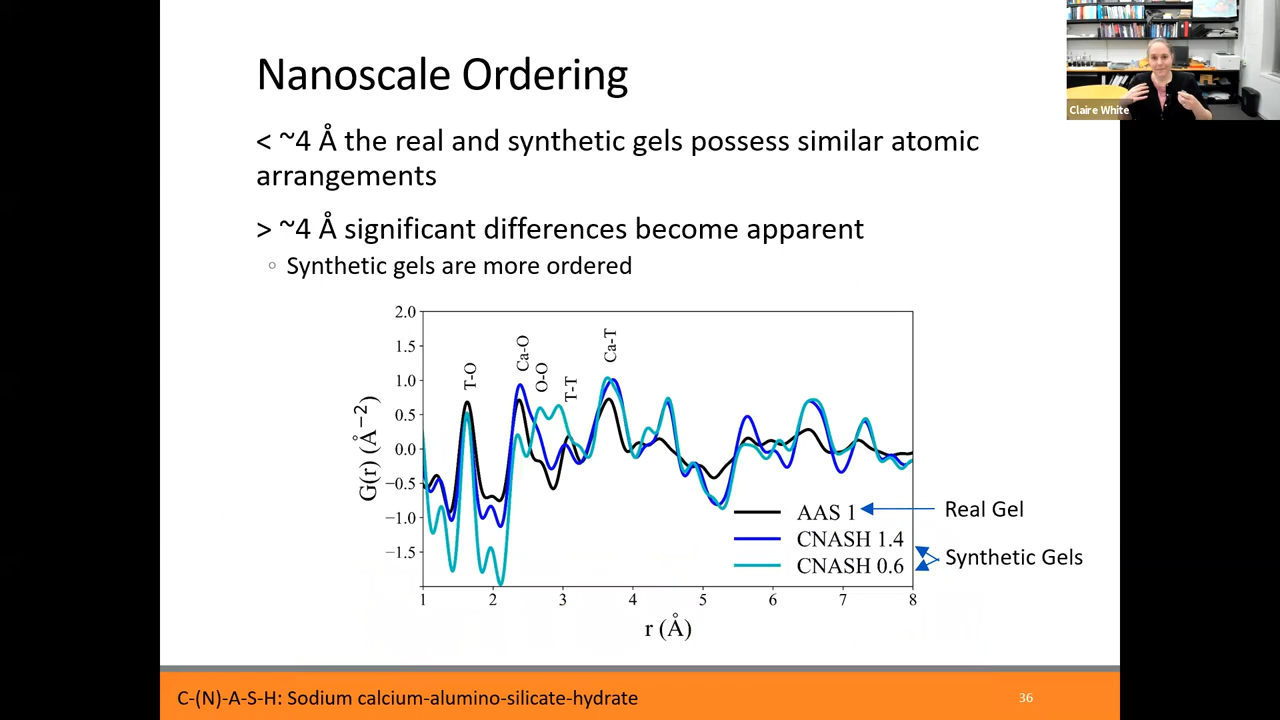 Nanoscale Ordering
Claire White
< ~4 Å the real and synthetic gels possess similar atomic
arrangements
> ~4 Å significant differences become apparent
◦ Synthetic gels are more ordered
2.0
1.5
1.0
0.5
0.0
−0.5
−1.0
−1.5
G(r) (Å⁻²)
T-O
Ca-O
O-O
T-T
Ca-T
AAS 1
Real Gel
CNASH 1.4
CNASH 0.6
Synthetic Gels
1 2 3 4 5 6 7 8
r (Å)
C-(N)-A-S-H: Sodium calcium-alumino-silicate-hydrate
36